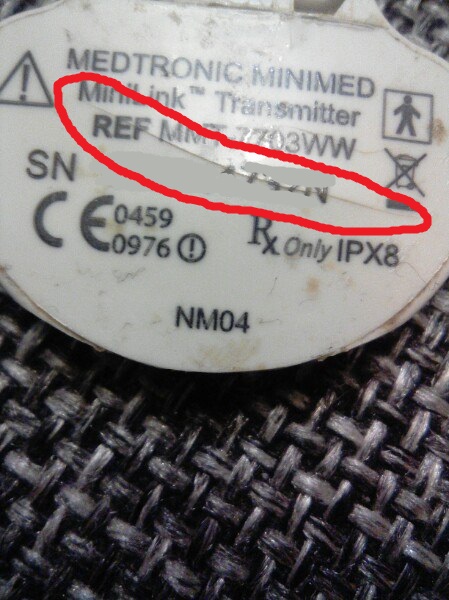 MEDTRONIC MINIMED
MiniLink™ Transmitter
REF MMT-7703WW
SN
CE 0459
0976
Rx Only IPX8
NM04